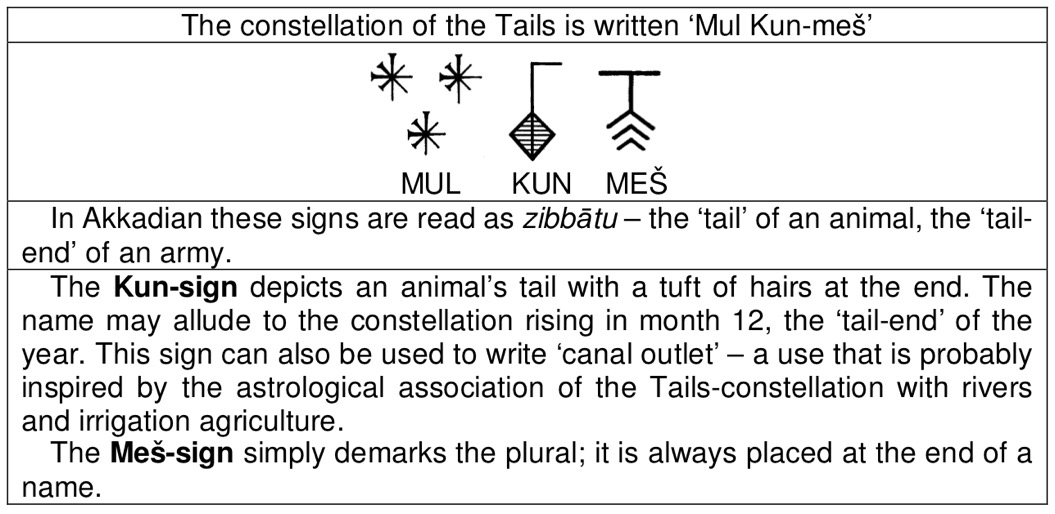 The constellation of the Tails is written ‘Mul Kun-meš’
MUL KUN MEŠ
In Akkadian these signs are read as zibbātu – the ‘tail’ of an animal, the ‘tail-
end’ of an army.
The Kun-sign depicts an animal’s tail with a tuft of hairs at the end. The
name may allude to the constellation rising in month 12, the ‘tail-end’ of the
year. This sign can also be used to write ‘canal outlet’ – a use that is probably
inspired by the astrological association of the Tails-constellation with rivers
and irrigation agriculture.
The Meš-sign simply demarks the plural; it is always placed at the end of a
name.